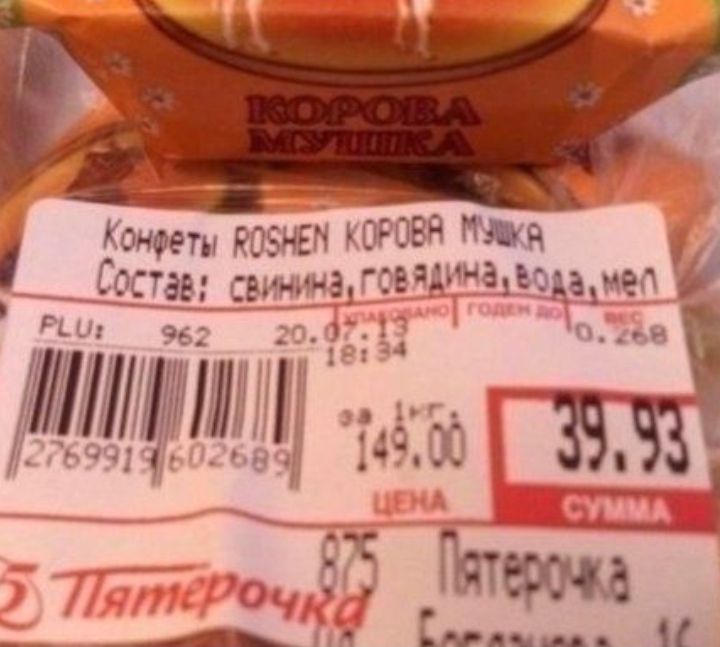 КОРОВА
МУШКА
Конфеты ROSHEN КОРОВА МУШКА
Состав: свинина, говядина, вода, мел
УПАКОВАНО ГОДЕН ДО ВЕС
PLU: 962 20.07.13 0.268
18:34
за 1кг.
149.00 39.93
2769919602689
ЦЕНА СУММА
875 Пятерочка
5 Пятерочка